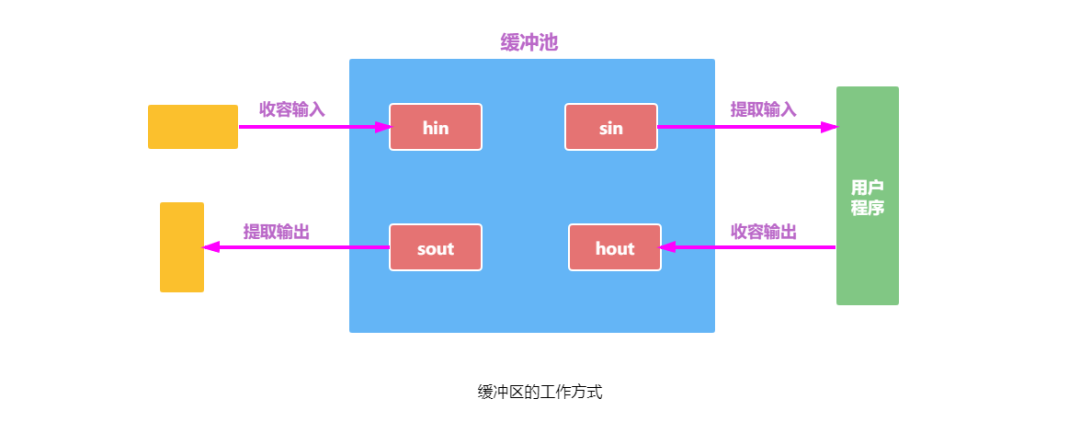 缓冲池
收容输入
提取输入
hin
sin
用户
程序
提取输出
收容输出
sout
hout
缓冲区的工作方式